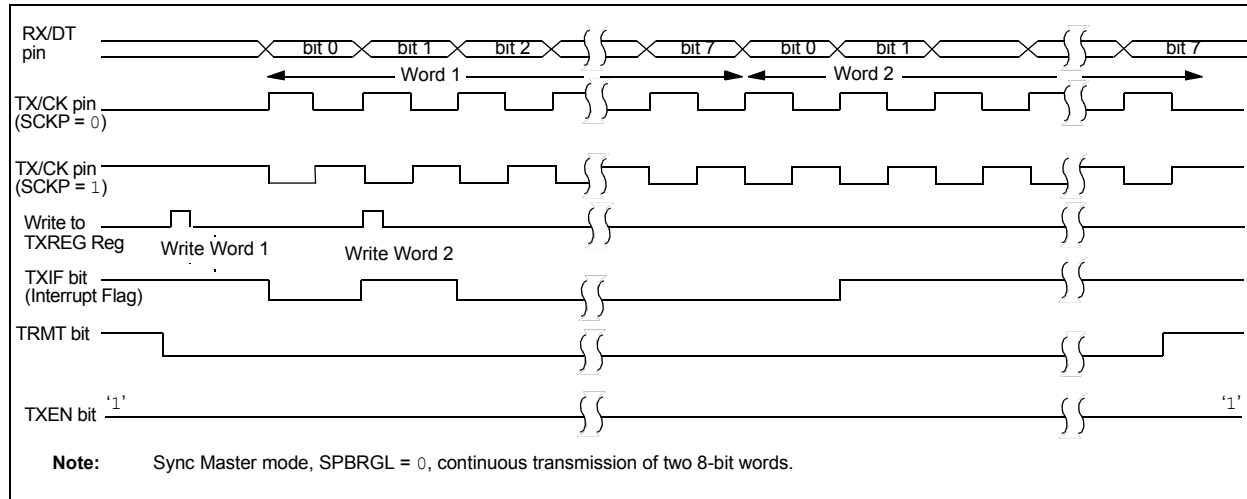 RX/DT
pin
bit 0 bit 1 bit 2 bit 7 bit 0 bit 1 bit 7
Word 1 Word 2
TX/CK pin
(SCKP = 0)
TX/CK pin
(SCKP = 1)
Write to
TXREG Reg
Write Word 1 Write Word 2
TXIF bit
(Interrupt Flag)
TRMT bit
TXEN bit
‘1’ ‘1’
Note: Sync Master mode, SPBRGL = 0, continuous transmission of two 8-bit words.